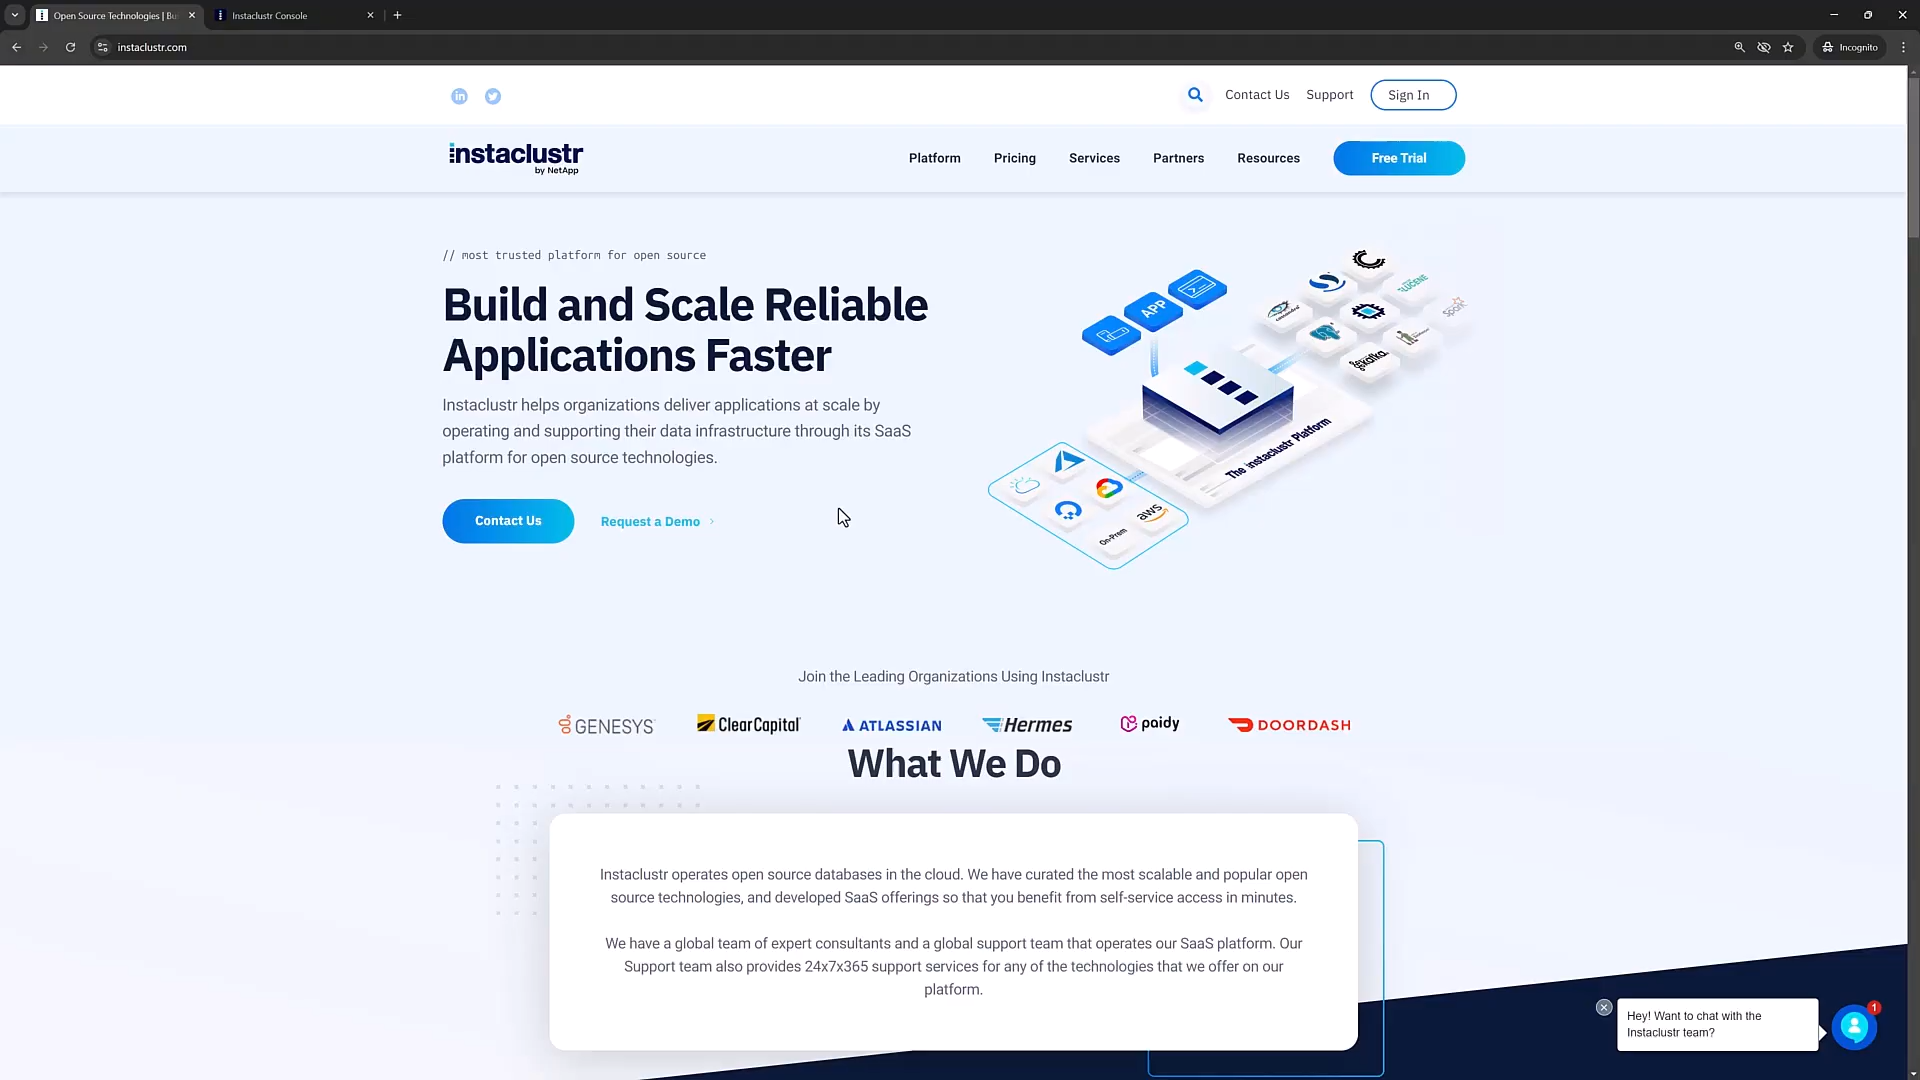 Open Source Technologies | Bu
Instaclustr Console
instaclustr.com
Incognito
in
Contact Us
Support
Sign In
instaclustr
by NetApp
Platform
Pricing
Services
Partners
Resources
Free Trial
// most trusted platform for open source
Build and Scale Reliable
Applications Faster
Instaclustr helps organizations deliver applications at scale by
operating and supporting their data infrastructure through its SaaS
platform for open source technologies.
Contact Us
Request a Demo
APP
cassandra
LUCENE
Spark
kafka
The instaclustr Platform
aws
On-Prem
Join the Leading Organizations Using Instaclustr
GENESYS
ClearCapital
ATLASSIAN
Hermes
paidy
DOORDASH
What We Do
Instaclustr operates open source databases in the cloud. We have curated the most scalable and popular open
source technologies, and developed SaaS offerings so that you benefit from self-service access in minutes.
We have a global team of expert consultants and a global support team that operates our SaaS platform. Our
Support team also provides 24x7x365 support services for any of the technologies that we offer on our
platform.
Hey! Want to chat with the
Instaclustr team?
1